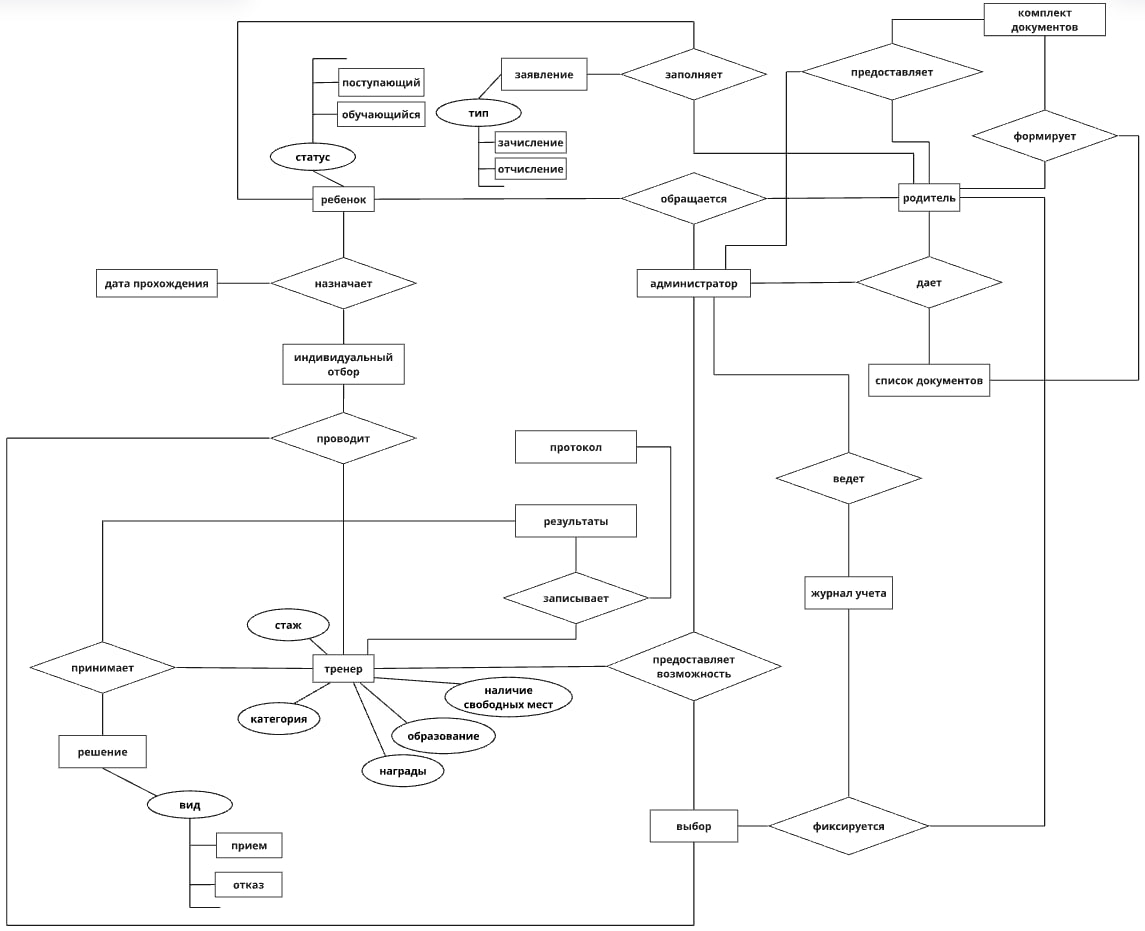 комплект
документов
заявление
заполняет
предоставляет
поступающий
обучающийся
тип
формирует
зачисление
отчисление
статус
ребенок
обращается
родитель
дата прохождения
назначает
администратор
дает
индивидуальный
отбор
список документов
проводит
протокол
ведет
результаты
записывает
журнал учета
стаж
принимает
тренер
предоставляет
возможность
наличие
свободных мест
категория
образование
награды
решение
вид
выбор
фиксируется
прием
отказ